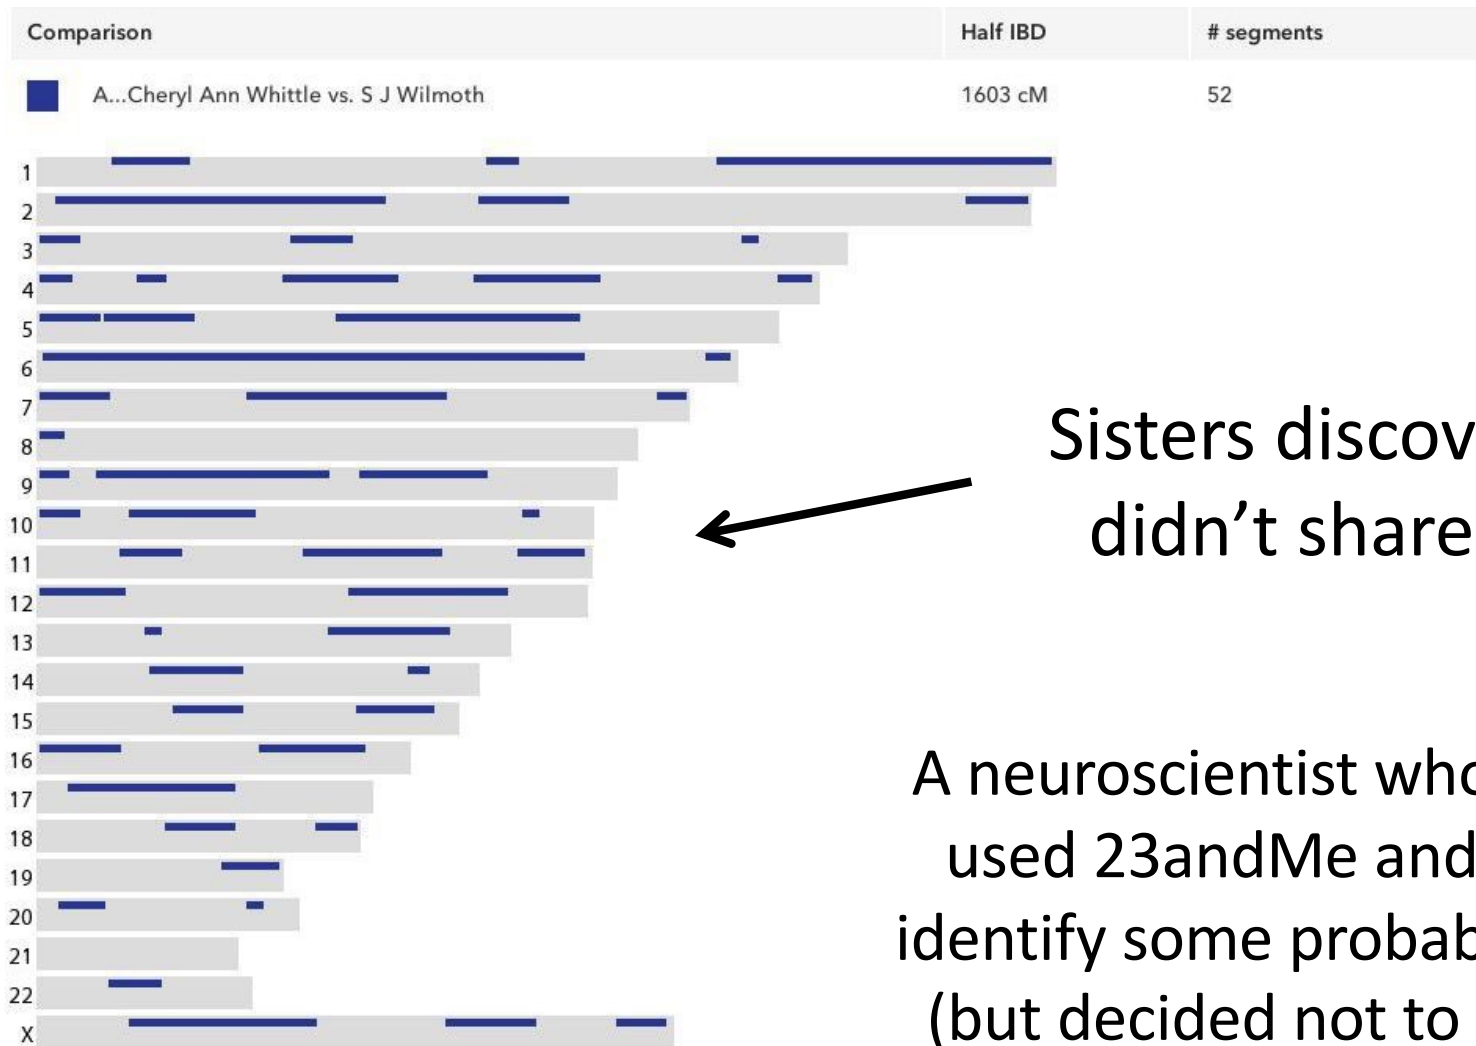 Comparison Half IBD # segments
A...Cheryl Ann Whittle vs. S J Wilmoth 1603 cM 52
1
2
3
4
5
6
7
8
9
10
11
12
13
14
15
16
17
18
19
20
21
22
X
Sisters discov
didn’t share
A neuroscientist who
used 23andMe and
identify some probab
(but decided not to